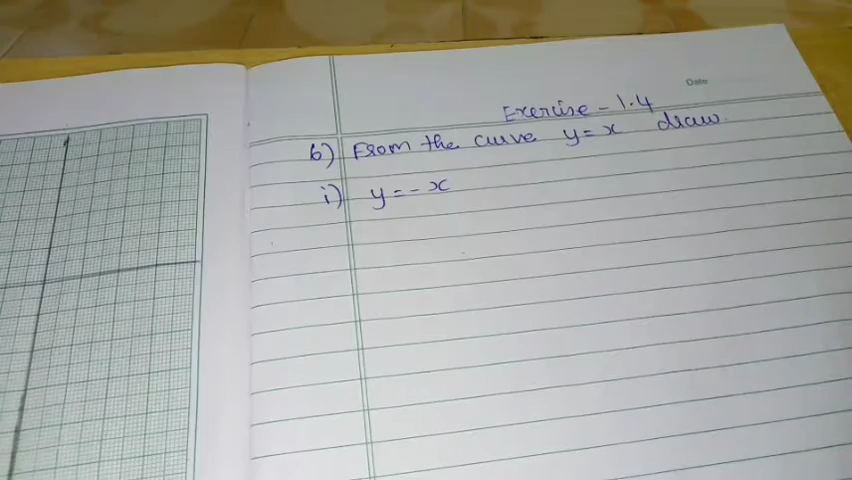 Date
Exercise - 1.4
6) From the curve y = x draw.
i) y = - x